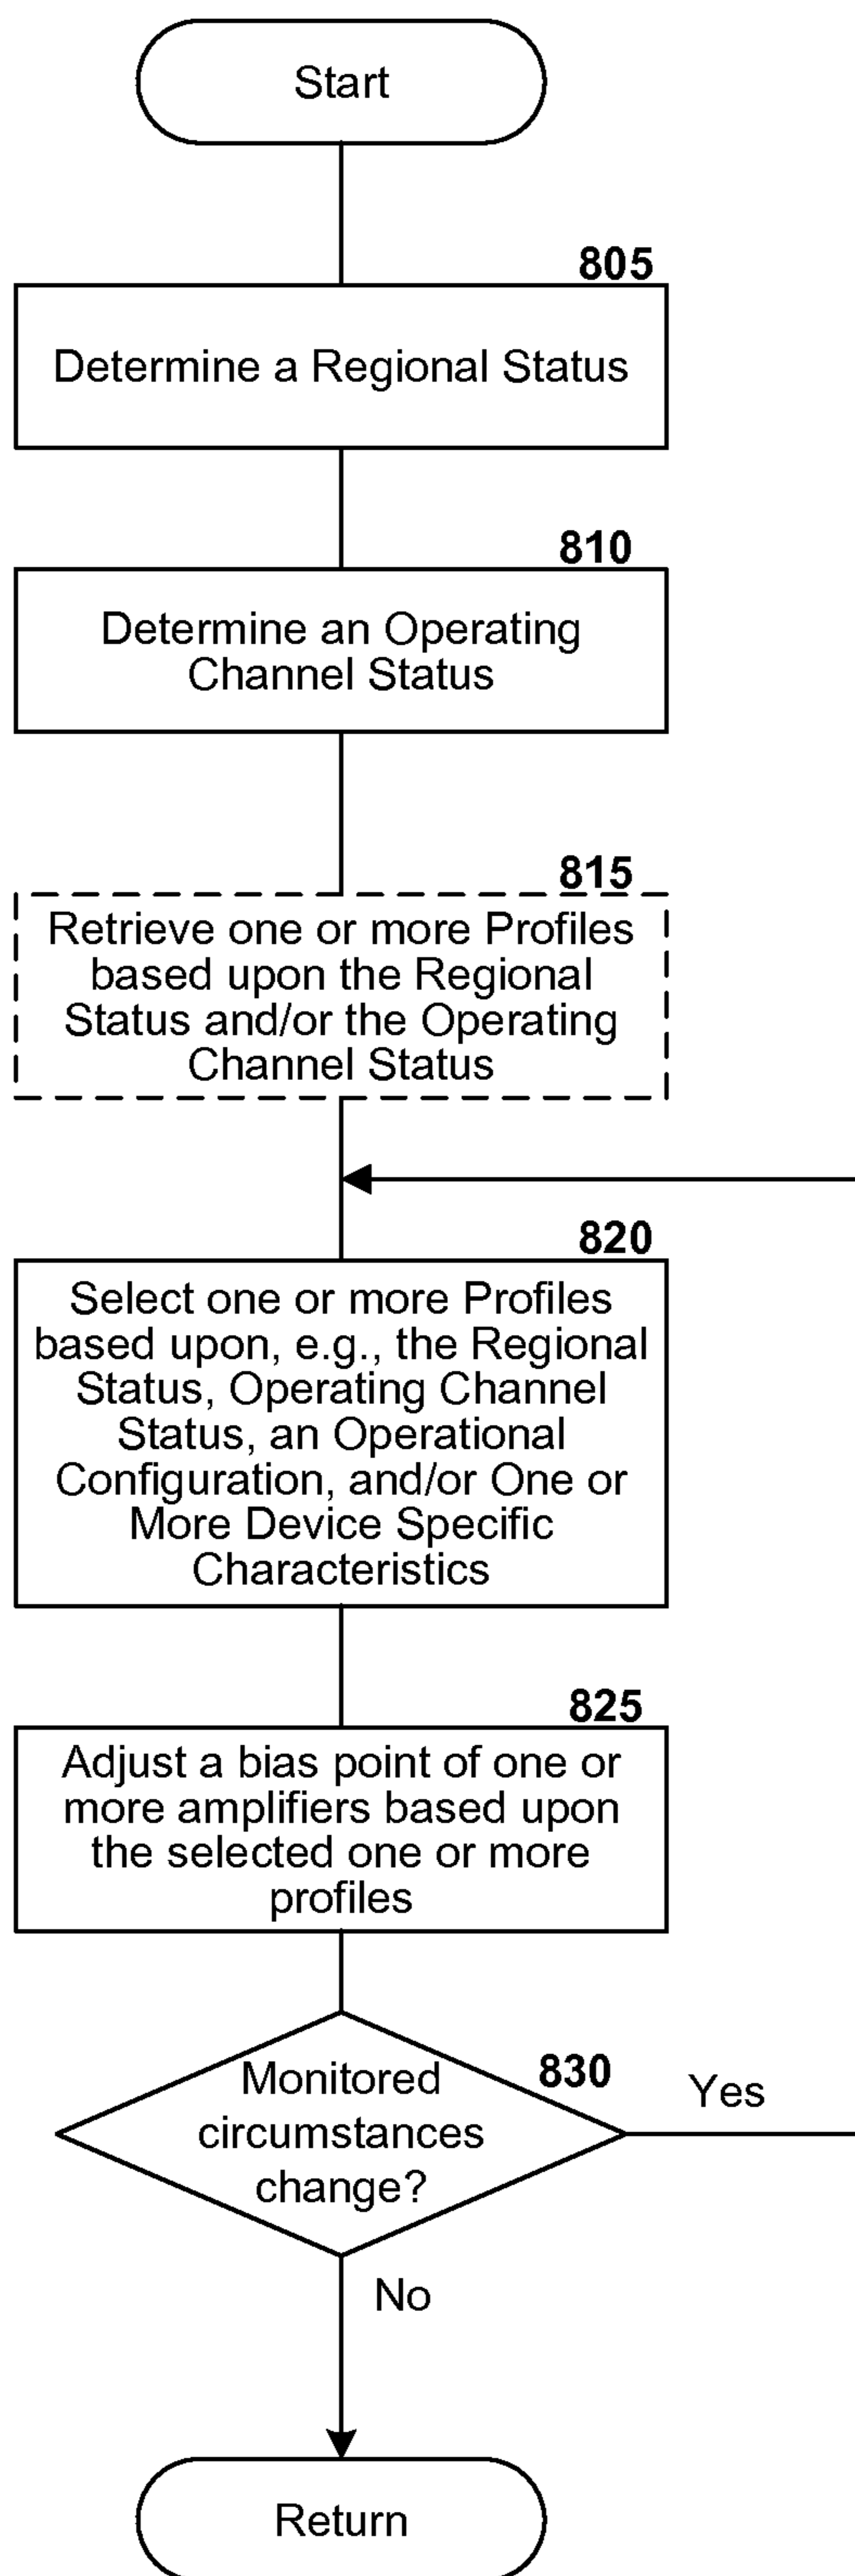 Start
805
Determine a Regional Status
810
Determine an Operating
Channel Status
815
Retrieve one or more Profiles
based upon the Regional
Status and/or the Operating
Channel Status
820
Select one or more Profiles
based upon, e.g., the Regional
Status, Operating Channel
Status, an Operational
Configuration, and/or One or
More Device Specific
Characteristics
825
Adjust a bias point of one or
more amplifiers based upon
the selected one or more
profiles
830
Monitored
circumstances
change?
Yes
No
Return